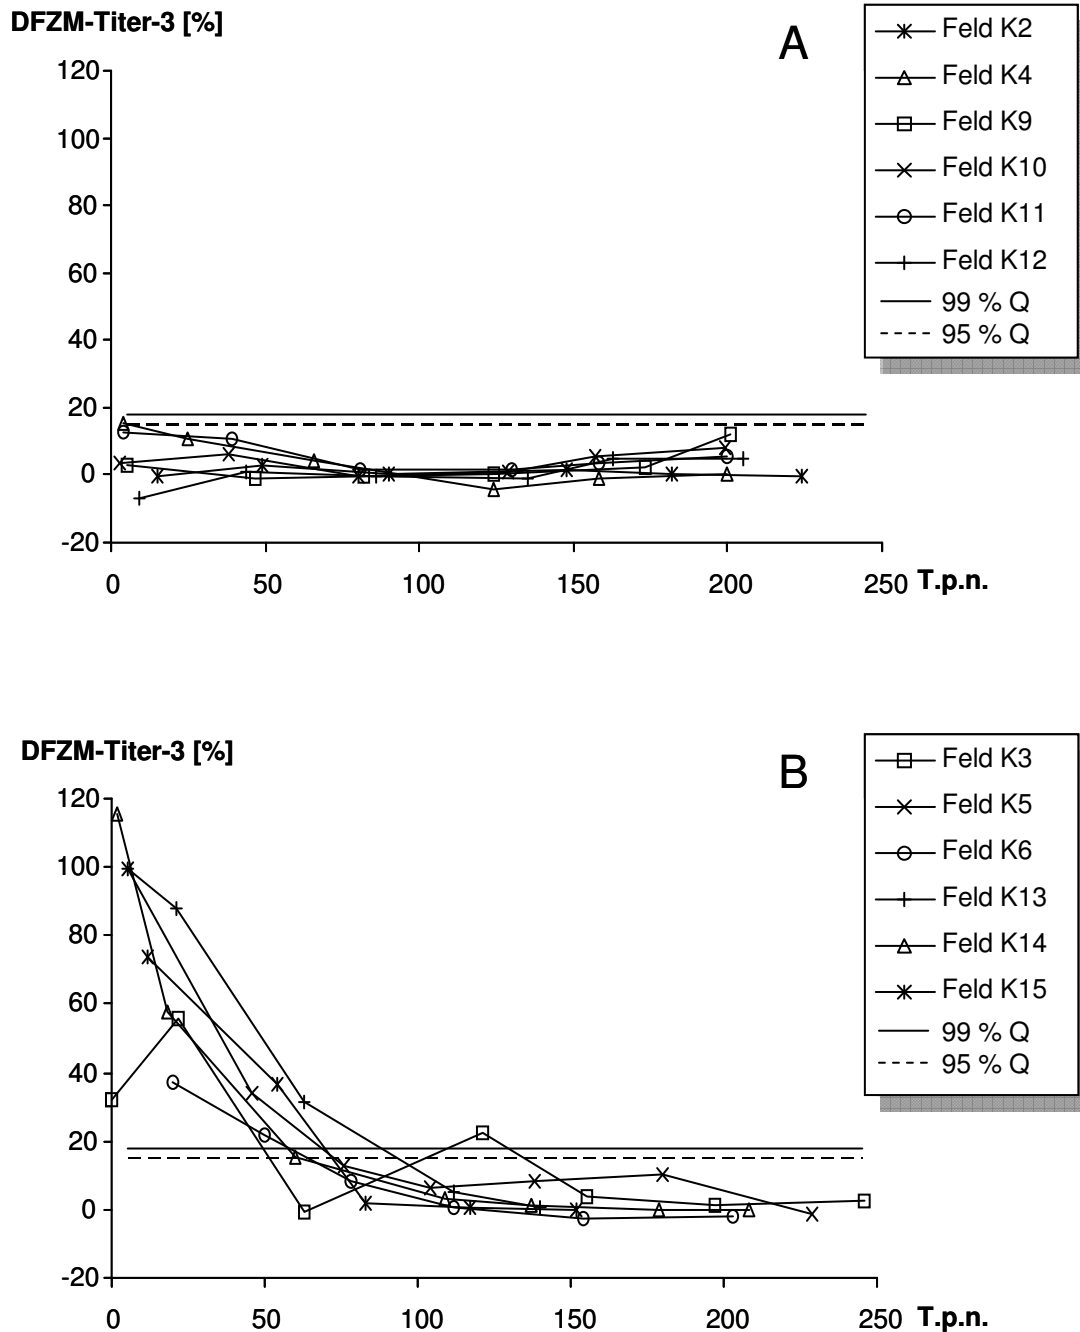 DFZM-Titer-3 [%]
A
120
100
80
60
40
20
0
-20
0 50 100 150 200 250 T.p.n.
Feld K2
Feld K4
Feld K9
Feld K10
Feld K11
Feld K12
99 % Q
95 % Q
DFZM-Titer-3 [%]
B
120
100
80
60
40
20
0
-20
0 50 100 150 200 250 T.p.n.
Feld K3
Feld K5
Feld K6
Feld K13
Feld K14
Feld K15
99 % Q
95 % Q